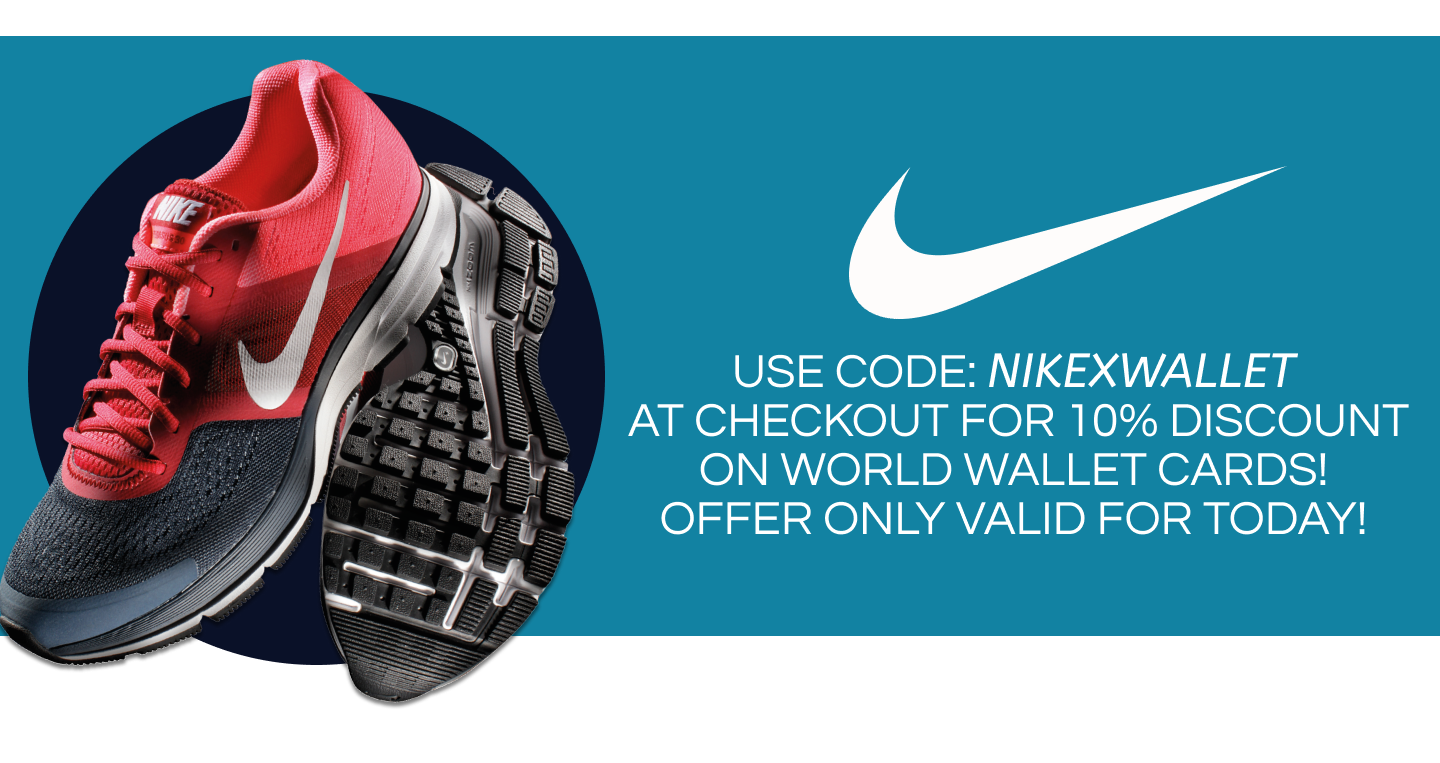 NIKE
USE CODE: NIKEXWALLET
AT CHECKOUT FOR 10% DISCOUNT
ON WORLD WALLET CARDS!
OFFER ONLY VALID FOR TODAY!